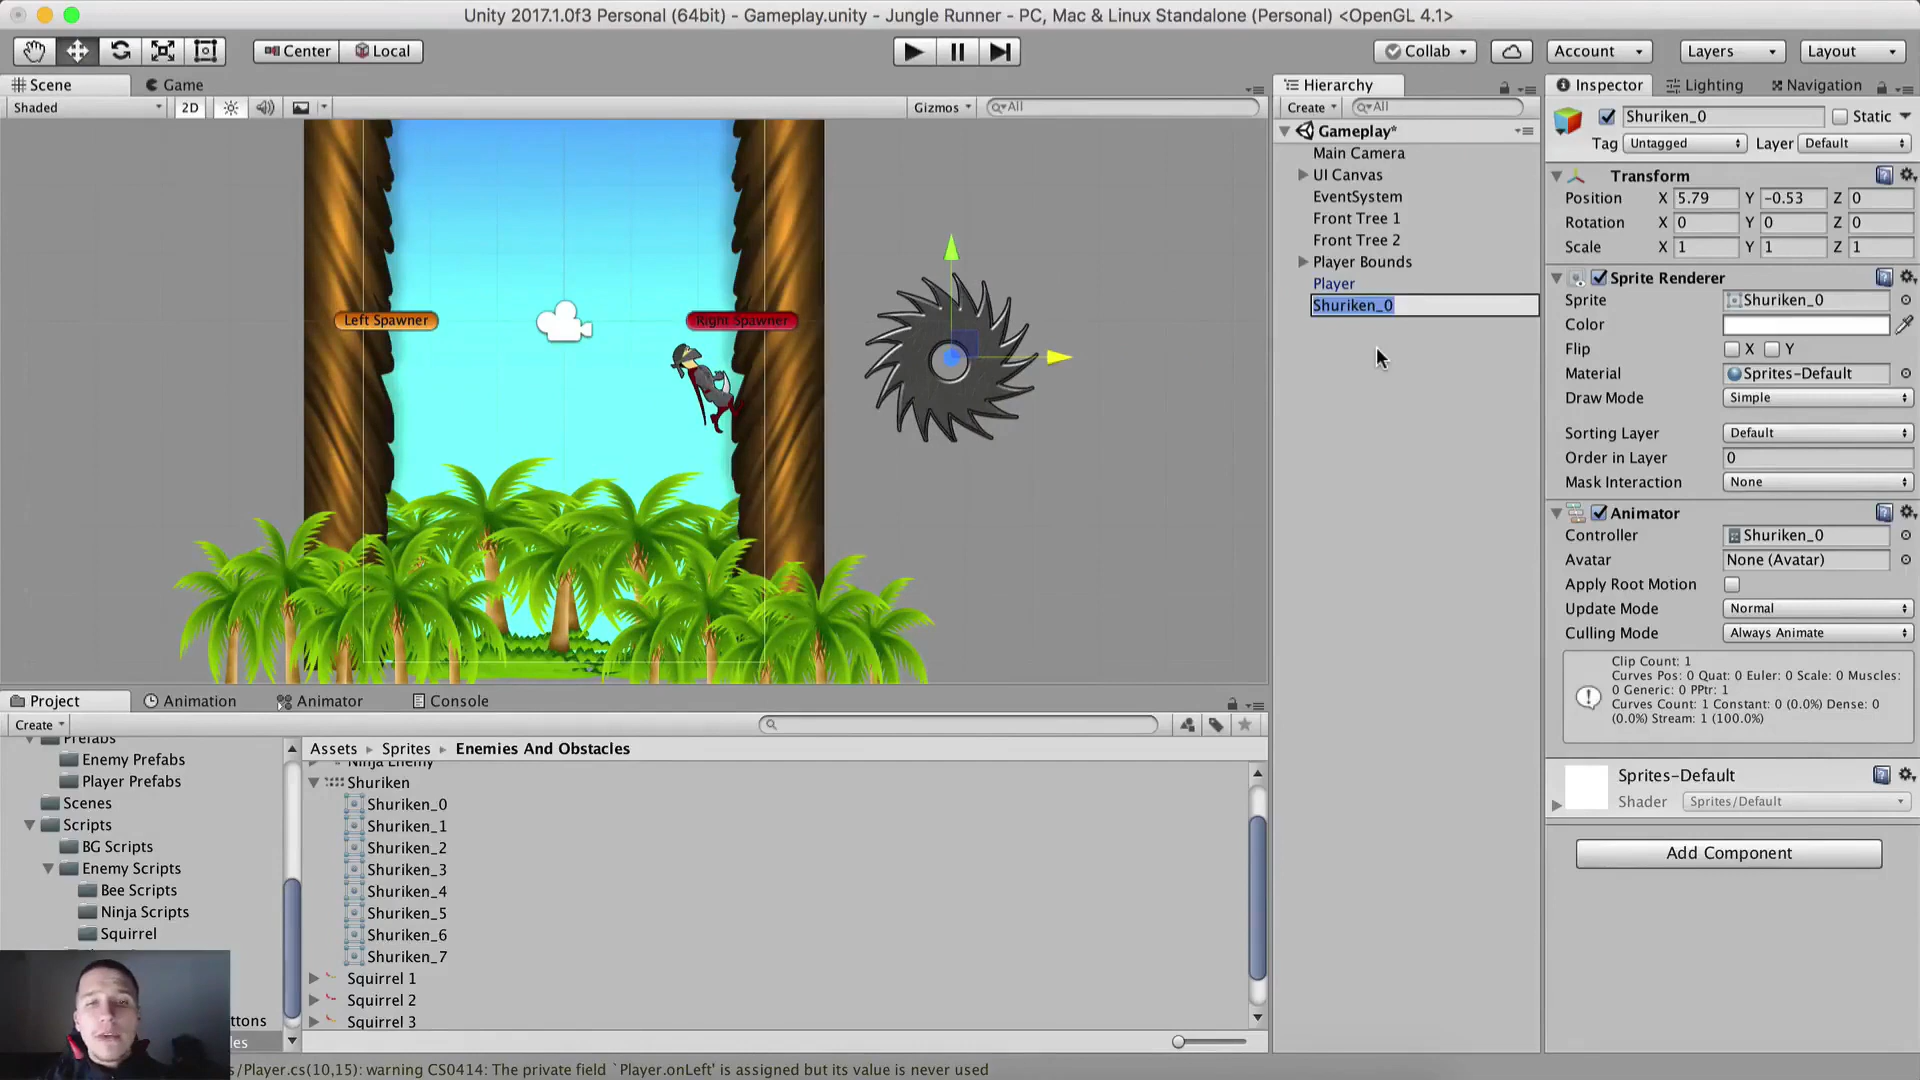 Unity 2017.1.0f3 Personal (64bit) - Gameplay.unity - Jungle Runner - PC, Mac & Linux Standalone (Personal) <OpenGL 4.1>
Center Local Collab Account Layers Layout
Scene Game
Shaded 2D Gizmos All
Left Spawner Right Spawner
Hierarchy
Create All
Gameplay*
Main Camera
UI Canvas
EventSystem
Front Tree 1
Front Tree 2
Player Bounds
Player
Shuriken_0
Inspector Lighting Navigation
Shuriken_0 Static
Tag Untagged Layer Default
Transform
Position X 5.79 Y -0.53 Z 0
Rotation X 0 Y 0 Z 0
Scale X 1 Y 1 Z 1
Sprite Renderer
Sprite Shuriken_0
Color
Flip X Y
Material Sprites-Default
Draw Mode Simple
Sorting Layer Default
Order in Layer 0
Mask Interaction None
Animator
Controller Shuriken_0
Avatar None (Avatar)
Apply Root Motion
Update Mode Normal
Culling Mode Always Animate
Clip Count: 1
Curves Pos: 0 Quat: 0 Euler: 0 Scale: 0 Muscles:
0 Generic: 0 PPtr: 1
Curves Count: 1 Constant: 0 (0.0%) Dense: 0
(0.0%) Stream: 1 (100.0%)
Sprites-Default
Shader Sprites/Default
Add Component
Project Animation Animator Console
Create
Prefabs
Enemy Prefabs
Player Prefabs
Scenes
Scripts
BG Scripts
Enemy Scripts
Bee Scripts
Ninja Scripts
Squirrel
ttons
les
Assets Sprites Enemies And Obstacles
Ninja Enemy
Shuriken
Shuriken_0
Shuriken_1
Shuriken_2
Shuriken_3
Shuriken_4
Shuriken_5
Shuriken_6
Shuriken_7
Squirrel 1
Squirrel 2
Squirrel 3
s/Player.cs(10,15): warning CS0414: The private field `Player.onLeft' is assigned but its value is never used